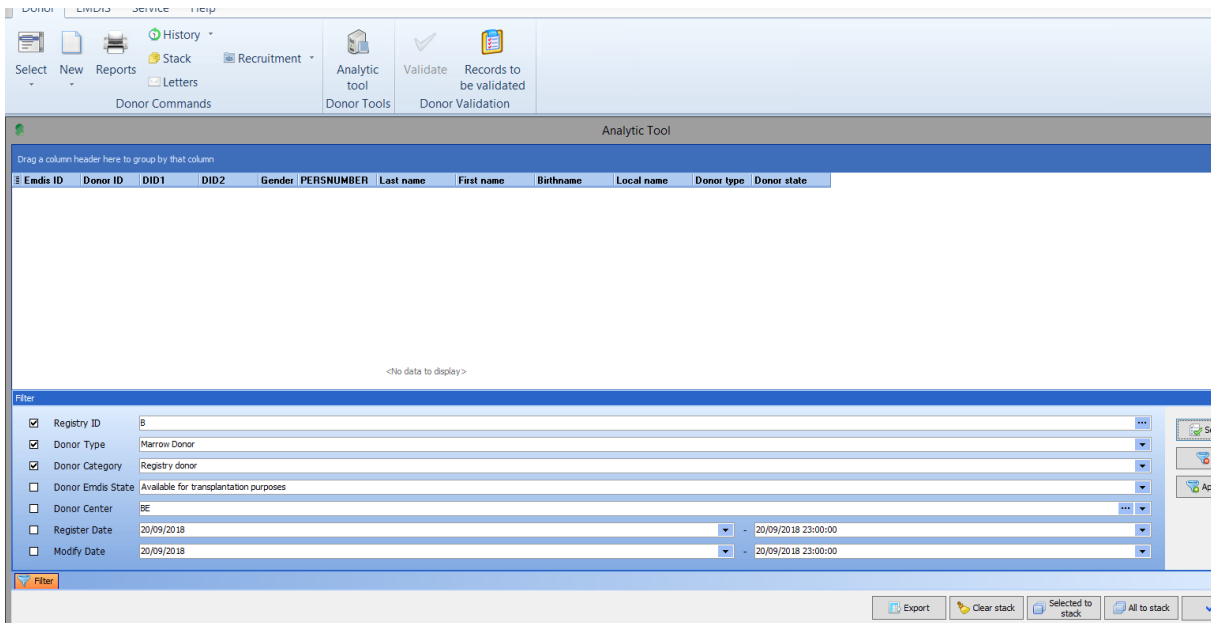 Donor EMDIS Service Help
History
Select New Reports Stack Recruitment Analytic tool Validate Records to be validated
Letters
Donor Commands Donor Tools Donor Validation
Analytic Tool
Drag a column header here to group by that column
Emdis ID Donor ID DID1 DID2 Gender PERSNUMBER Last name First name Birthname Local name Donor type Donor state
<No data to display>
Filter
Registry ID B
Donor Type Marrow Donor
Donor Category Registry donor
Donor Emdis State Available for transplantation purposes
Donor Center BE
Register Date 20/09/2018 - 20/09/2018 23:00:00
Modify Date 20/09/2018 - 20/09/2018 23:00:00
Filter
Export Clear stack Selected to stack All to stack